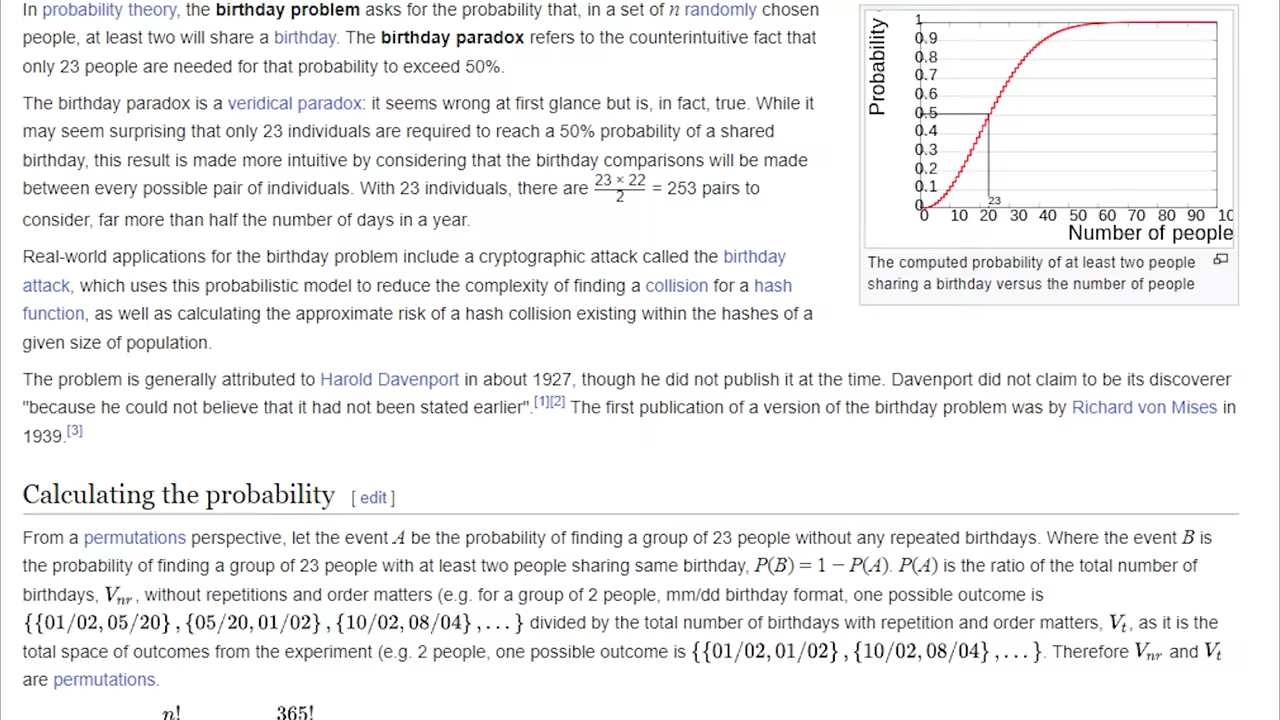 In probability theory, the birthday problem asks for the probability that, in a set of n randomly chosen
people, at least two will share a birthday. The birthday paradox refers to the counterintuitive fact that
only 23 people are needed for that probability to exceed 50%.
The birthday paradox is a veridical paradox: it seems wrong at first glance but is, in fact, true. While it
may seem surprising that only 23 individuals are required to reach a 50% probability of a shared
birthday, this result is made more intuitive by considering that the birthday comparisons will be made
between every possible pair of individuals. With 23 individuals, there are 23 × 22 / 2 = 253 pairs to
consider, far more than half the number of days in a year.
Real-world applications for the birthday problem include a cryptographic attack called the birthday
attack, which uses this probabilistic model to reduce the complexity of finding a collision for a hash
function, as well as calculating the approximate risk of a hash collision existing within the hashes of a
given size of population.
Probability
1
0.9
0.8
0.7
0.6
0.5
0.4
0.3
0.2
0.1
0
23
0 10 20 30 40 50 60 70 80 90 10
Number of people
The computed probability of at least two people
sharing a birthday versus the number of people
The problem is generally attributed to Harold Davenport in about 1927, though he did not publish it at the time. Davenport did not claim to be its discoverer
"because he could not believe that it had not been stated earlier".[1][2] The first publication of a version of the birthday problem was by Richard von Mises in
1939.[3]
Calculating the probability [ edit ]
From a permutations perspective, let the event A be the probability of finding a group of 23 people without any repeated birthdays. Where the event B is
the probability of finding a group of 23 people with at least two people sharing same birthday, P(B) = 1 − P(A). P(A) is the ratio of the total number of
birthdays, Vnr, without repetitions and order matters (e.g. for a group of 2 people, mm/dd birthday format, one possible outcome is
{{01/02, 05/20}, {05/20, 01/02}, {10/02, 08/04}, . . .} divided by the total number of birthdays with repetition and order matters, Vt, as it is the
total space of outcomes from the experiment (e.g. 2 people, one possible outcome is {{01/02, 01/02}, {10/02, 08/04}, . . .}. Therefore Vnr and Vt
are permutations.
n! 365!